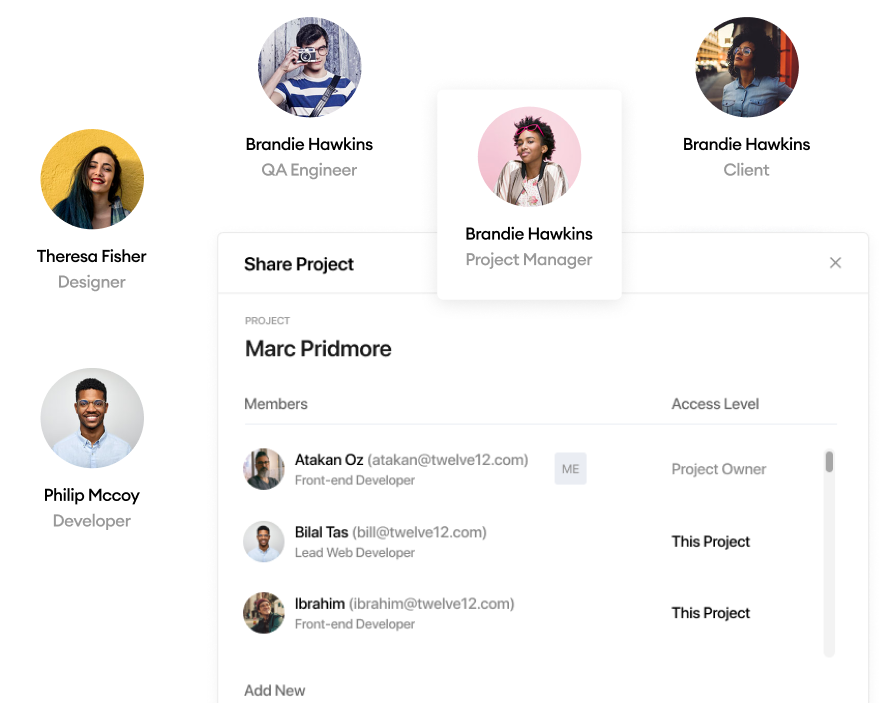 Brandie Hawkins
QA Engineer
Brandie Hawkins
Client
Brandie Hawkins
Project Manager
Theresa Fisher
Designer
Philip Mccoy
Developer
Share Project
PROJECT
Marc Pridmore
Members Access Level
Atakan Oz (atakan@twelve12.com) ME Project Owner
Front-end Developer
Bilal Tas (bill@twelve12.com) This Project
Lead Web Developer
Ibrahim (ibrahim@twelve12.com) This Project
Front-end Developer
Add New